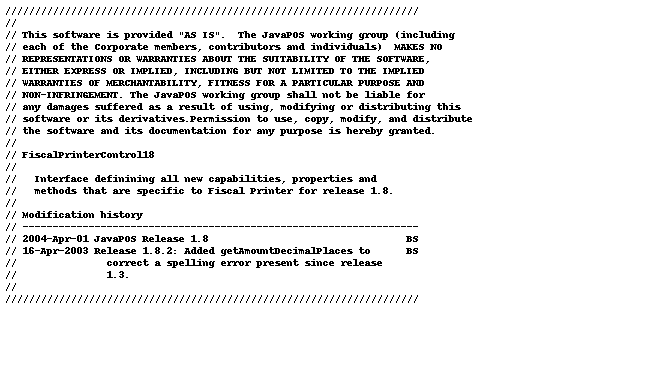 //////////////////////////////////////////////////////////////////////
//
// This software is provided "AS IS".  The JavaPOS working group (including
// each of the Corporate members, contributors and individuals)  MAKES NO
// REPRESENTATIONS OR WARRANTIES ABOUT THE SUITABILITY OF THE SOFTWARE,
// EITHER EXPRESS OR IMPLIED, INCLUDING BUT NOT LIMITED TO THE IMPLIED
// WARRANTIES OF MERCHANTABILITY, FITNESS FOR A PARTICULAR PURPOSE AND
// NON-INFRINGEMENT. The JavaPOS working group shall not be liable for
// any damages suffered as a result of using, modifying or distributing this
// software or its derivatives.Permission to use, copy, modify, and distribute
// the software and its documentation for any purpose is hereby granted.
//
// FiscalPrinterControl18
//
//   Interface definining all new capabilities, properties and
//   methods that are specific to Fiscal Printer for release 1.8.
//
// Modification history
// ------------------------------------------------------------------
// 2004-Apr-01 JavaPOS Release 1.8                                 BS
// 16-Apr-2003 Release 1.8.2: Added getAmountDecimalPlaces to      BS
//               correct a spelling error present since release
//               1.3.
//
//////////////////////////////////////////////////////////////////////